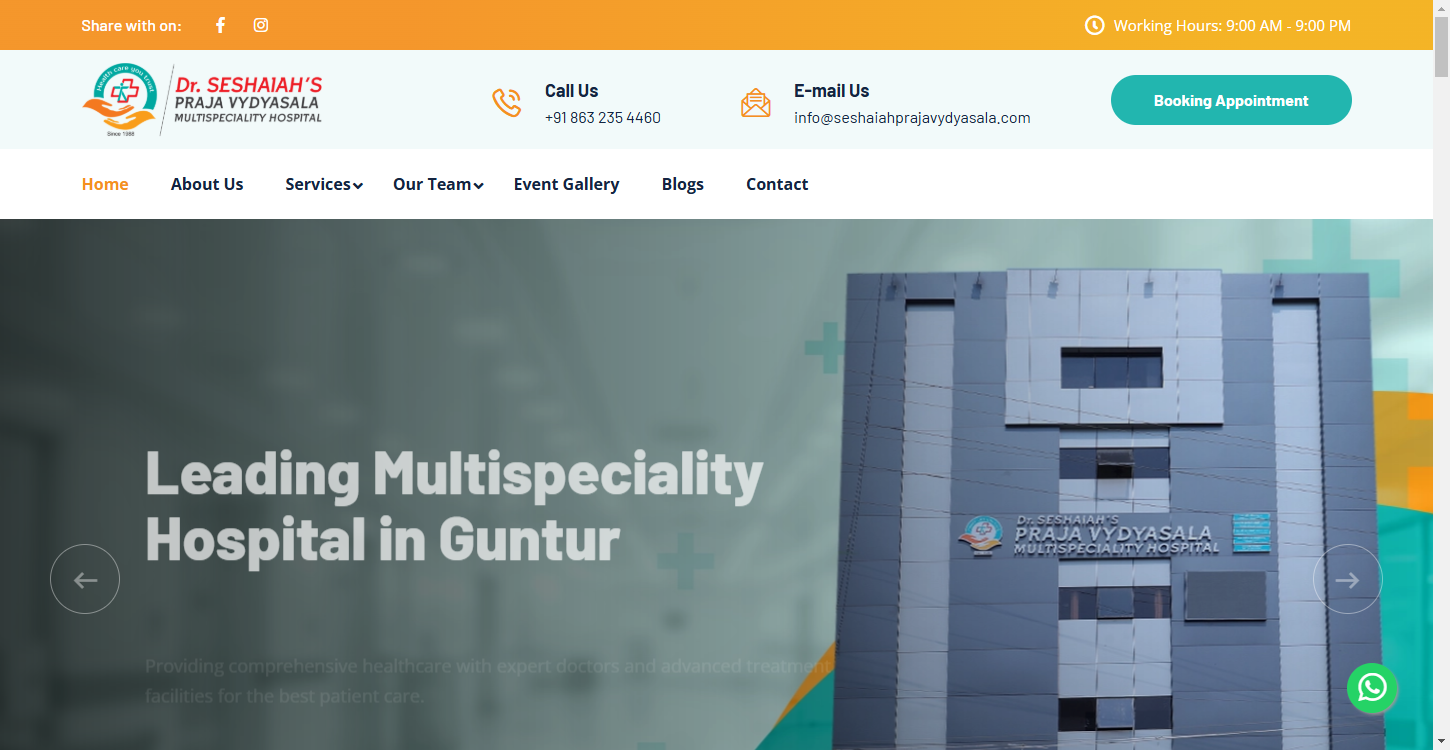 Share with on:
Working Hours: 9:00 AM - 9:00 PM
Health care you trust
Since 1988
Dr. SESHAIAH'S
PRAJA VYDYASALA
MULTISPECIALITY HOSPITAL
Call Us
+91 863 235 4460
E-mail Us
info@seshaiahprajavydyasala.com
Booking Appointment
Home
About Us
Services
Our Team
Event Gallery
Blogs
Contact
Leading Multispeciality
Hospital in Guntur
Providing comprehensive healthcare with expert doctors and advanced treatment
facilities for the best patient care.
Dr. SESHAIAH'S
PRAJA VYDYASALA
MULTISPECIALITY HOSPITAL